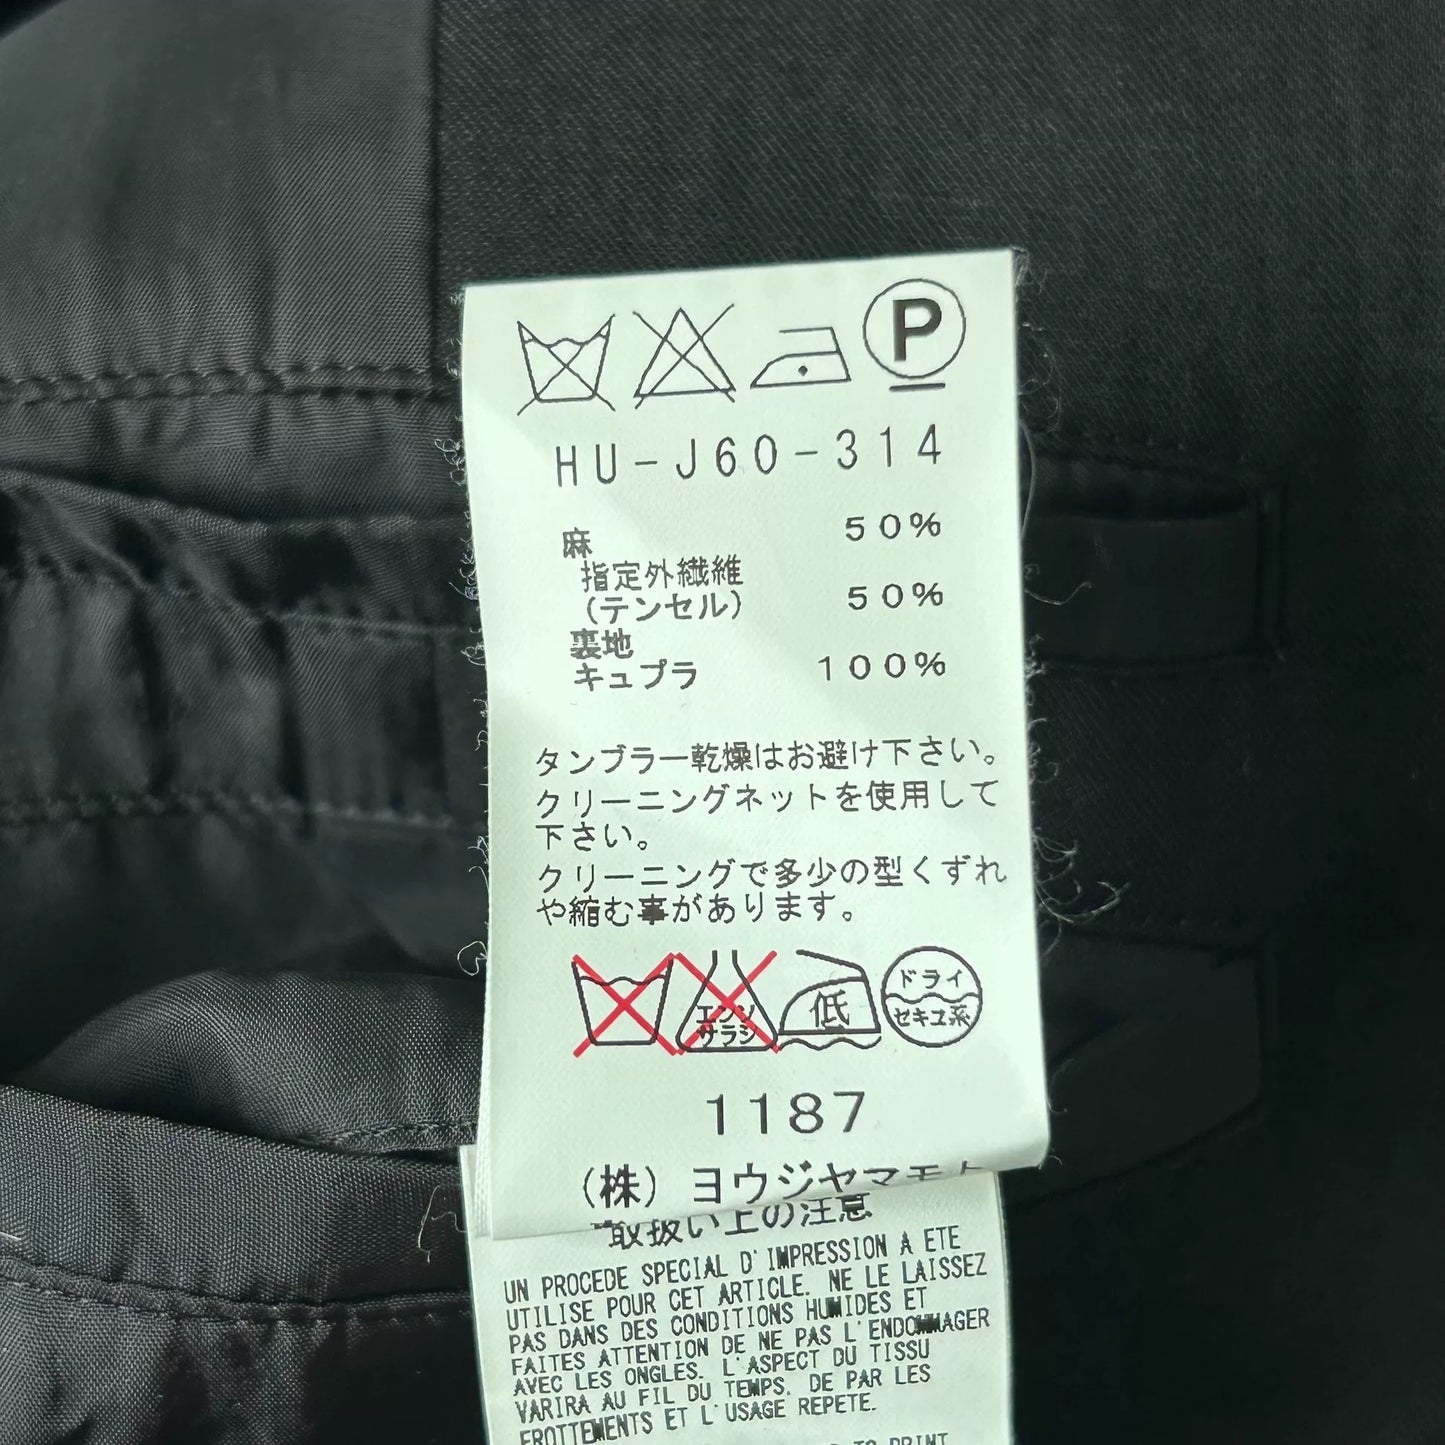 P
HU-J60-314
麻 50%
指定外繊維
(テンセル) 50%
裏地
キュプラ 100%
タンブラー乾燥はお避け下さい。
クリーニングネットを使用して
下さい。
クリーニングで多少の型くずれ
や縮む事があります。
エンソ
サラシ
低
ドライ
セキユ系
1187
(株) ヨウジヤマモト
取扱い上の注意
UN PROCEDE SPECIAL D'IMPRESSION A ETE
UTILISE POUR CET ARTICLE. NE LE LAISSEZ
PAS DANS DES CONDITIONS HUMIDES ET
FAITES ATTENTION DE NE PAS L'ENDOMMAGER
AVEC LES ONGLES. L'ASPECT DU TISSU
VARIRA AU FIL DU TEMPS, DE PAR LES
FROTTEMENTS ET L'USAGE REPETE.
TO PRINT